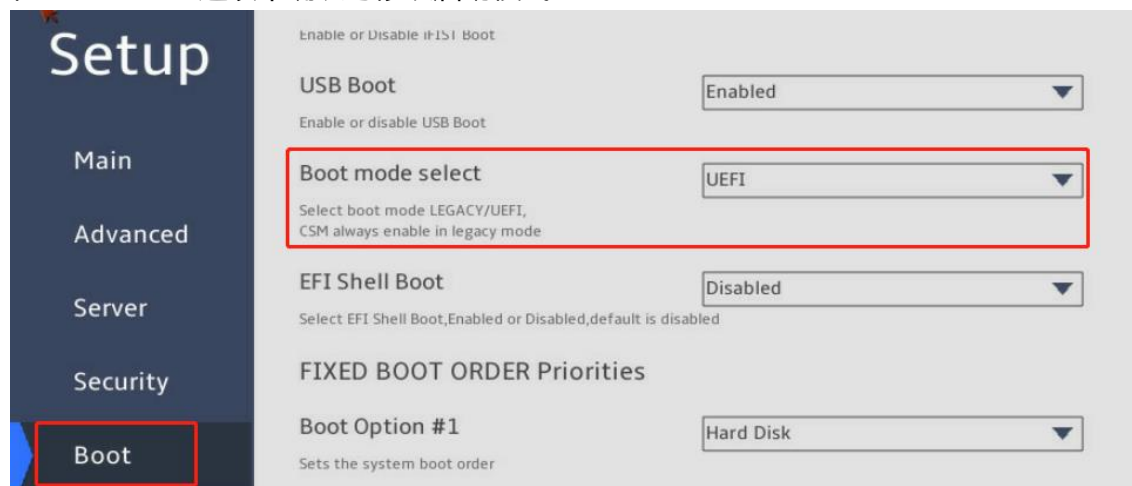 Setup
Main
Advanced
Server
Security
Boot
Enable or Disable iFIST Boot
USB Boot
Enabled
Enable or disable USB Boot
Boot mode select
UEFI
Select boot mode LEGACY/UEFI,
CSM always enable in legacy mode
EFI Shell Boot
Disabled
Select EFI Shell Boot,Enabled or Disabled,default is disabled
FIXED BOOT ORDER Priorities
Boot Option #1
Hard Disk
Sets the system boot order